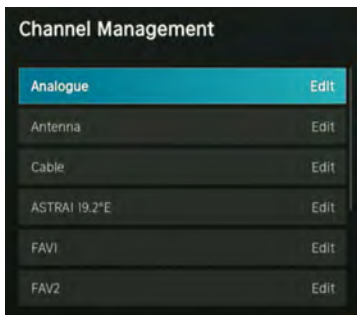 Channel Management
Analogue Edit
Antenna Edit
Cable Edit
ASTRA1 19.2°E Edit
FAV1 Edit
FAV2 Edit